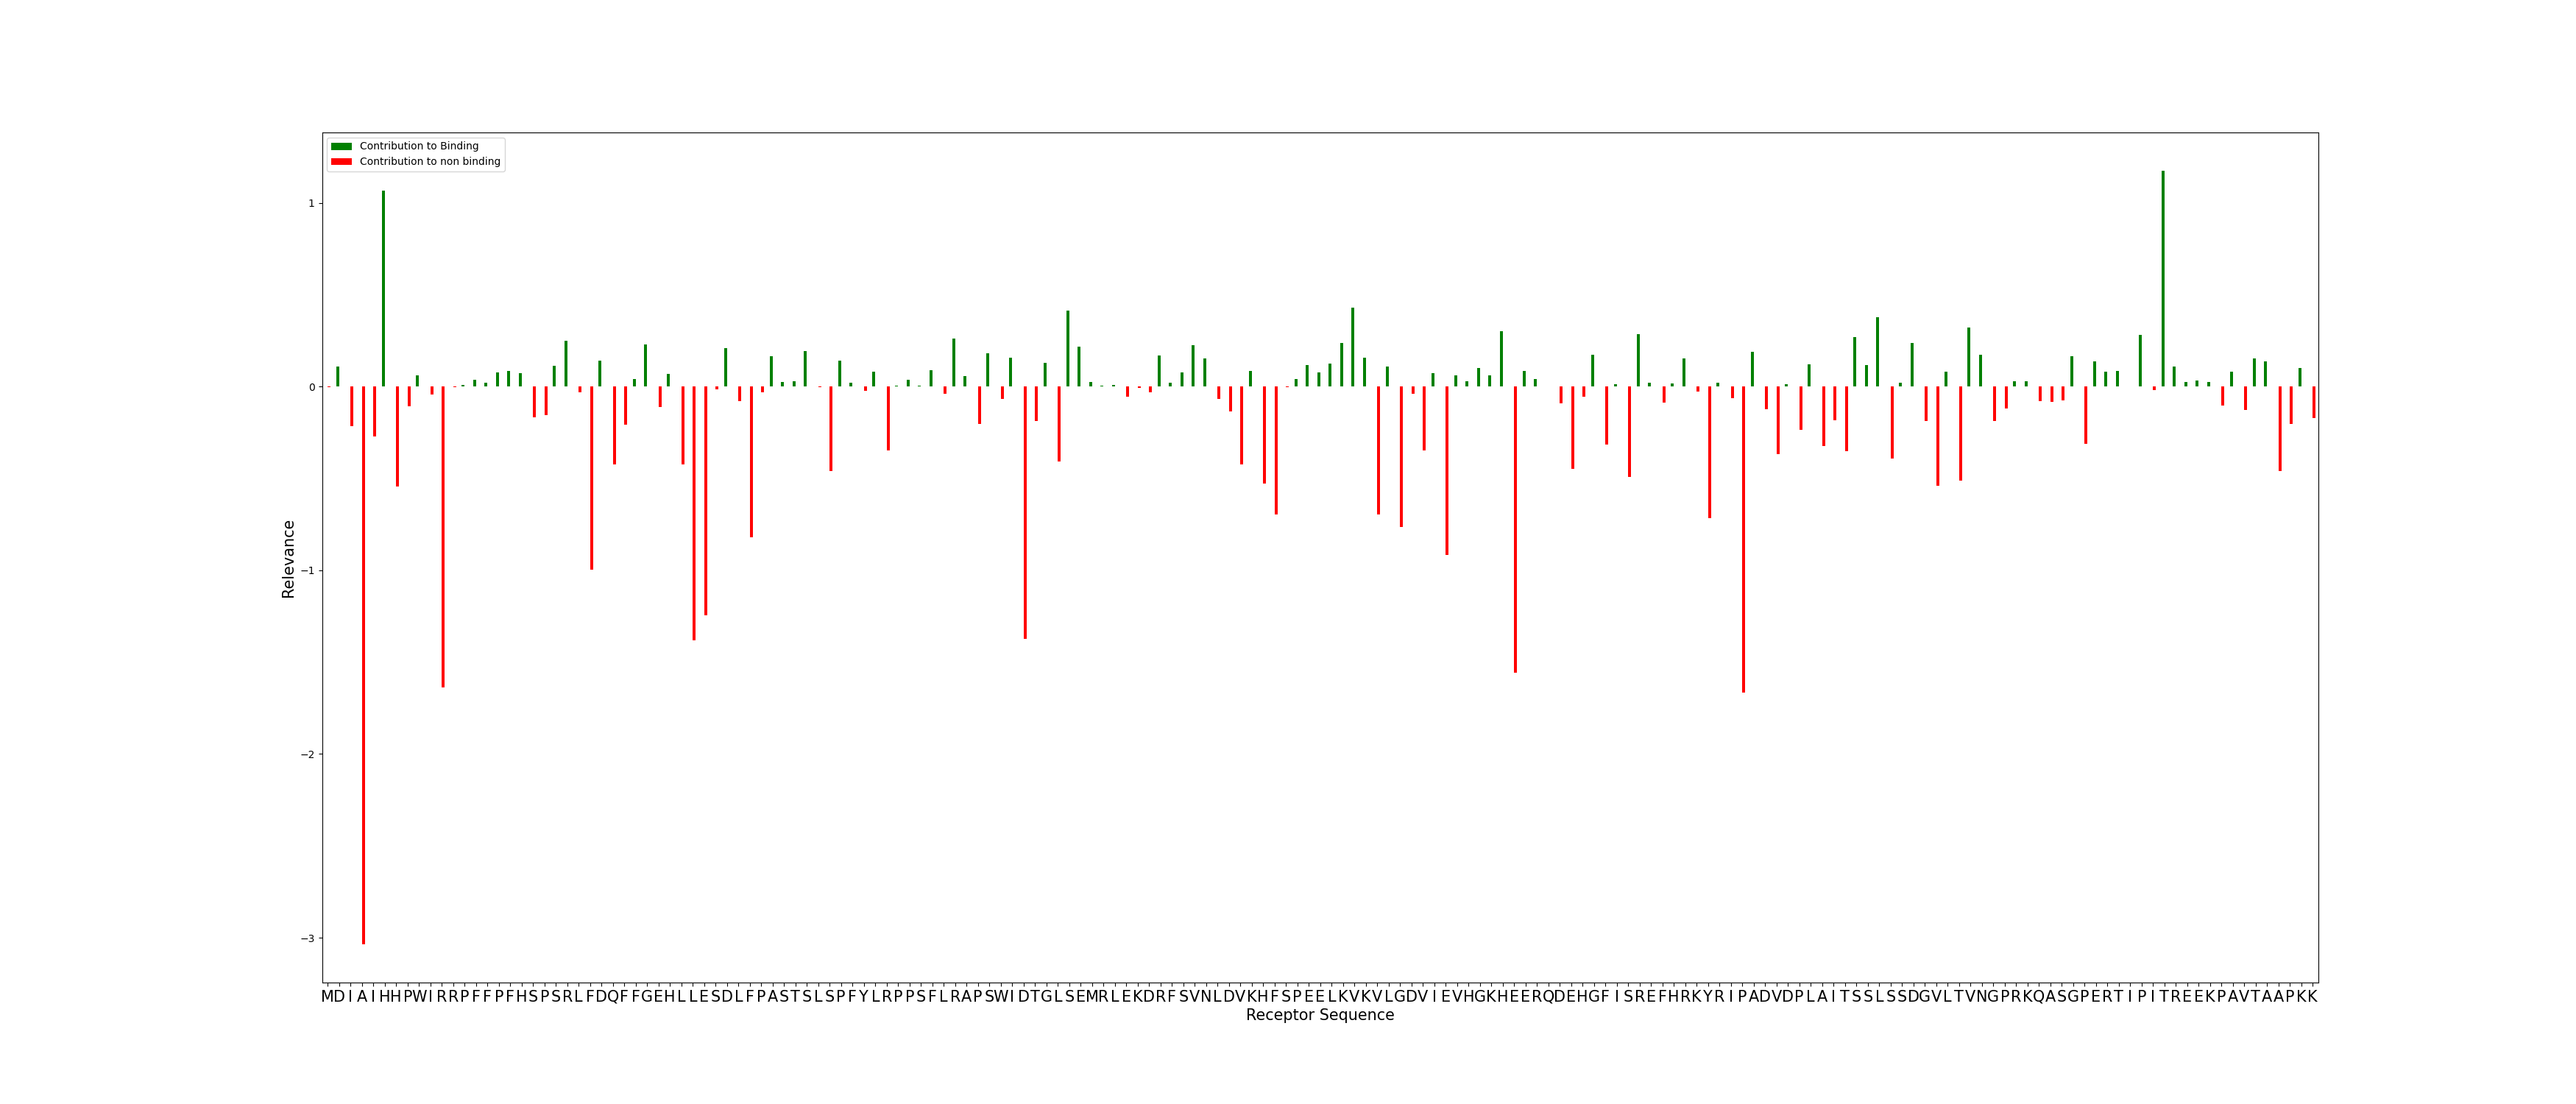 Contribution to Binding
Contribution to non binding
1
0
−1
−2
−3
Relevance
MDIAIHHPWIRRPFFPFHSPSRLFDQFFGEHLLESDLFPASTSLSPFYLRPPSFLRAPSWIDTGLSEMRLEKDRFSVNLDVKHFSPEELKVKVLGDVIEVHGKHEERQDEHGFISREFHRKYRIPADVDPLAITSSLSSDGVLTVNGPRKQASGPERTIPITREEKPAVTAAPKK
Receptor Sequence